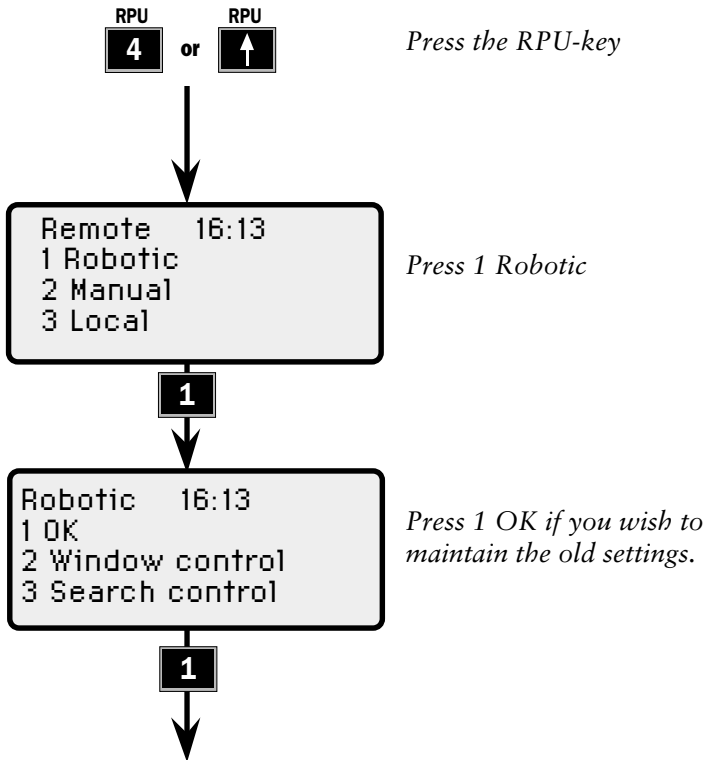 RPU RPU
4 or
Press the RPU-key
Remote 16:13
1 Robotic
2 Manual
3 Local
Press 1 Robotic
1
Robotic 16:13
1 OK
2 Window control
3 Search control
Press 1 OK if you wish to
maintain the old settings.
1